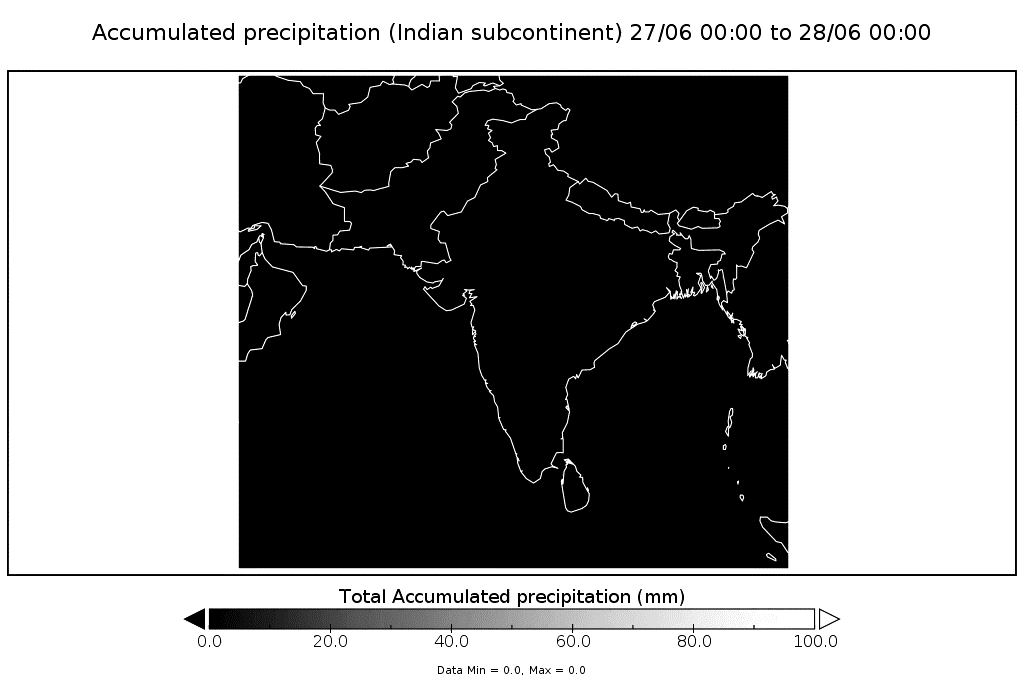 Accumulated precipitation (Indian subcontinent) 27/06 00:00 to 28/06 00:00
Total Accumulated precipitation (mm)
0.0 20.0 40.0 60.0 80.0 100.0
Data Min = 0.0, Max = 0.0